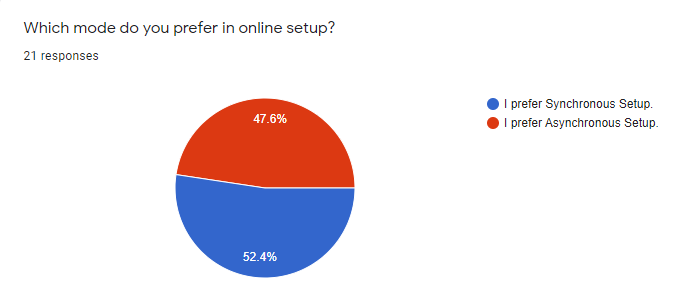 Which mode do you prefer in online setup?
21 responses
I prefer Synchronous Setup.
I prefer Asynchronous Setup.
47.6%
52.4%